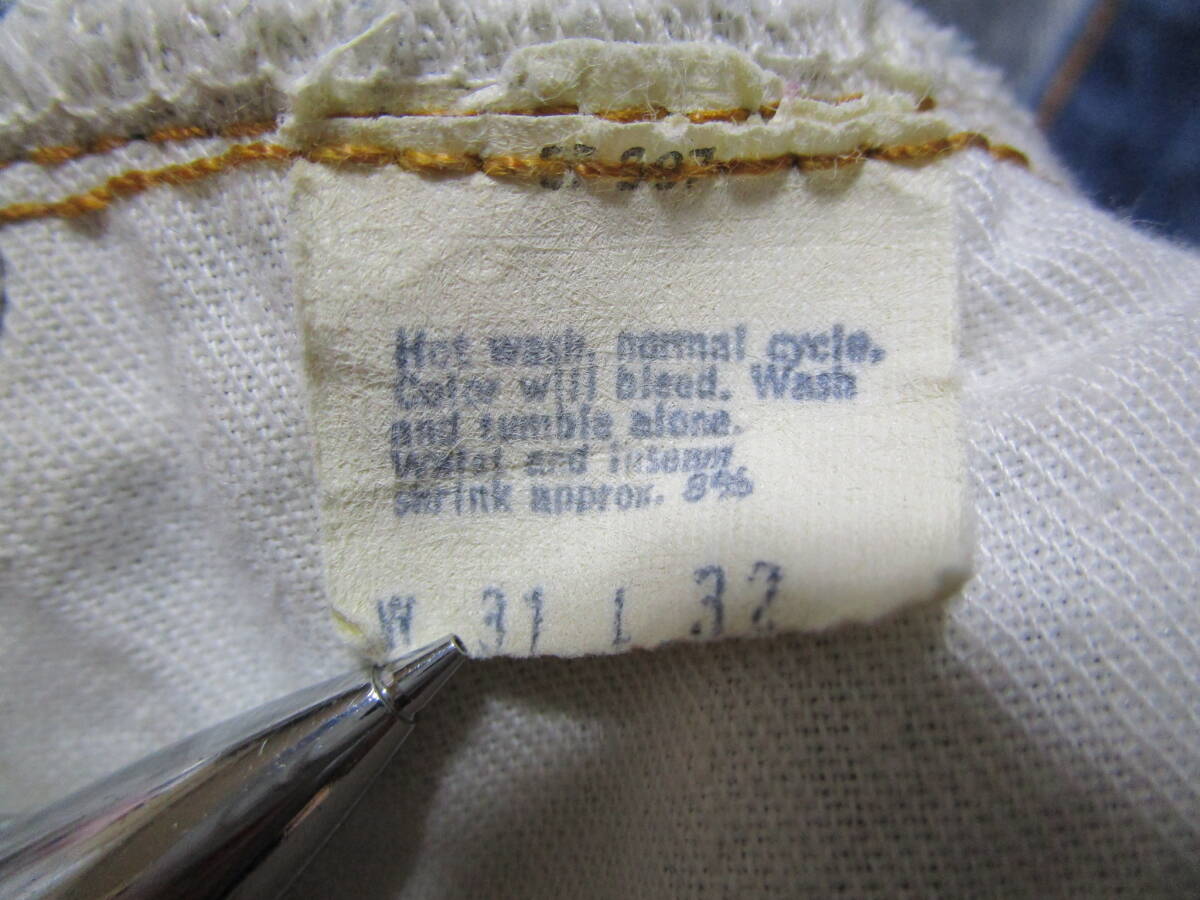 Hot wash, normal cycle.
Color will bleed. Wash
and tumble alone.
Waist and inseam
shrink approx. 8%
W 31 L 32